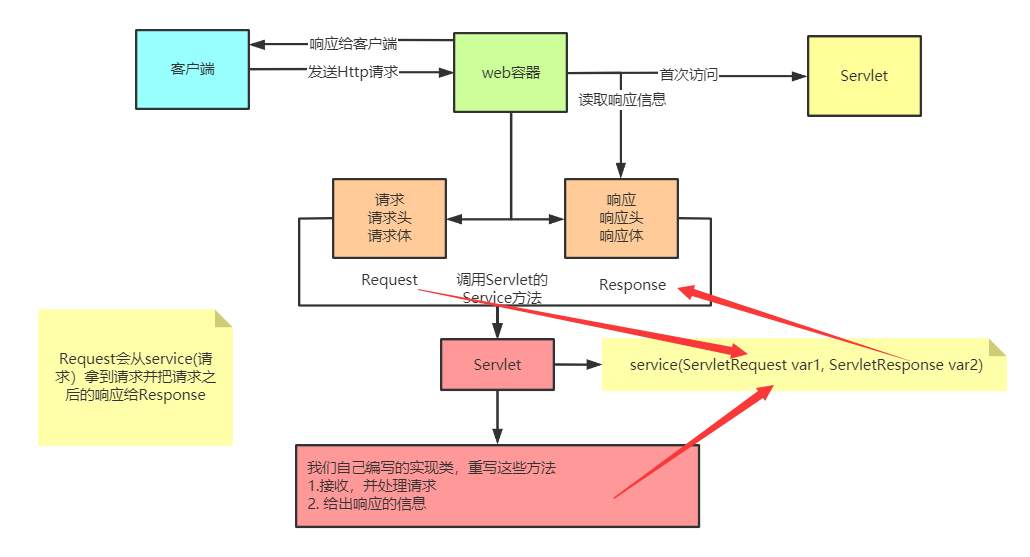 响应给客户端
客户端
发送Http请求
web容器
首次访问
Servlet
读取响应信息
请求
请求头
请求体
响应
响应头
响应体
Request
调用Servlet的
Service方法
Response
Request会从service(请
求）拿到请求并把请求之
后的响应给Response
Servlet
service(ServletRequest var1, ServletResponse var2)
我们自己编写的实现类，重写这些方法
1.接收，并处理请求
2. 给出响应的信息